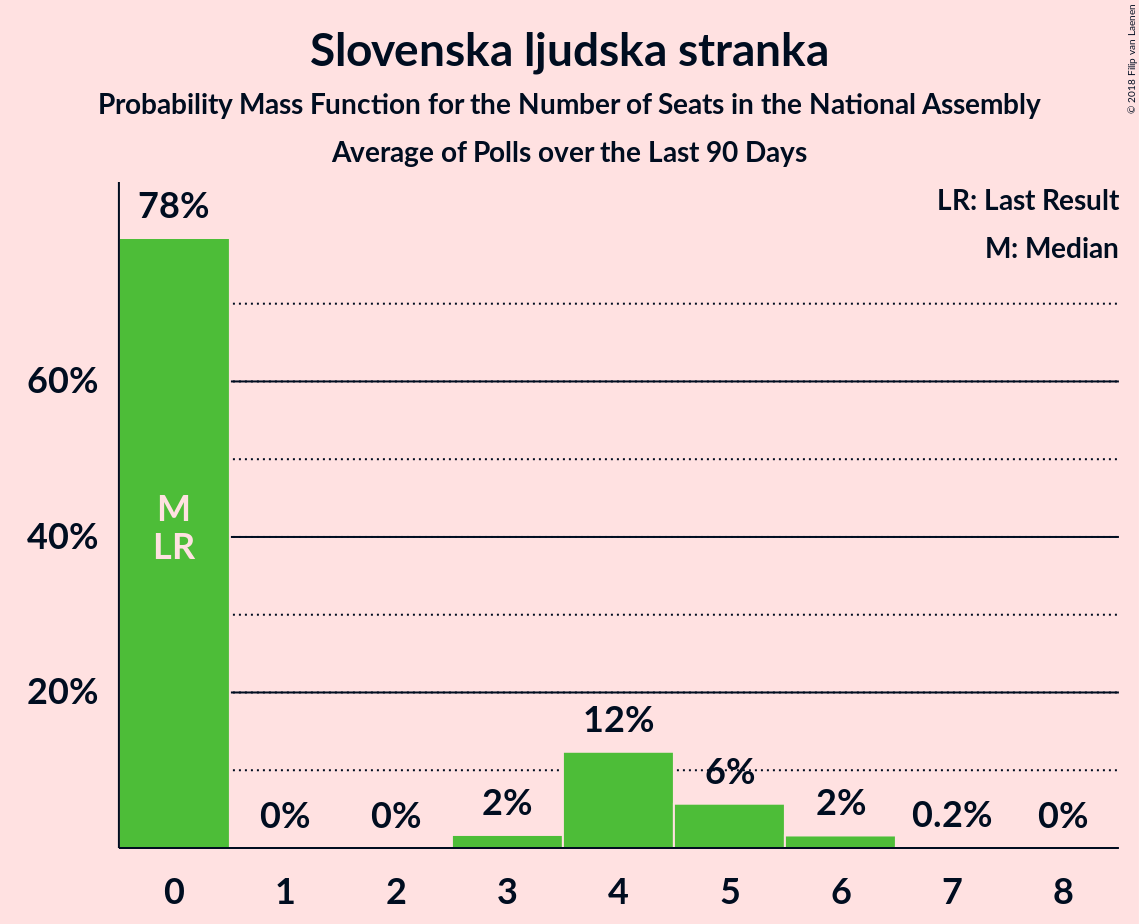 Slovenska ljudska stranka
Probability Mass Function for the Number of Seats in the National Assembly
Average of Polls over the Last 90 Days
© 2018 Filip van Laenen
LR: Last Result
M: Median
78%
60%
40%
20%
M
LR
0%
0%
2%
12%
6%
2%
0.2%
0%
0 1 2 3 4 5 6 7 8